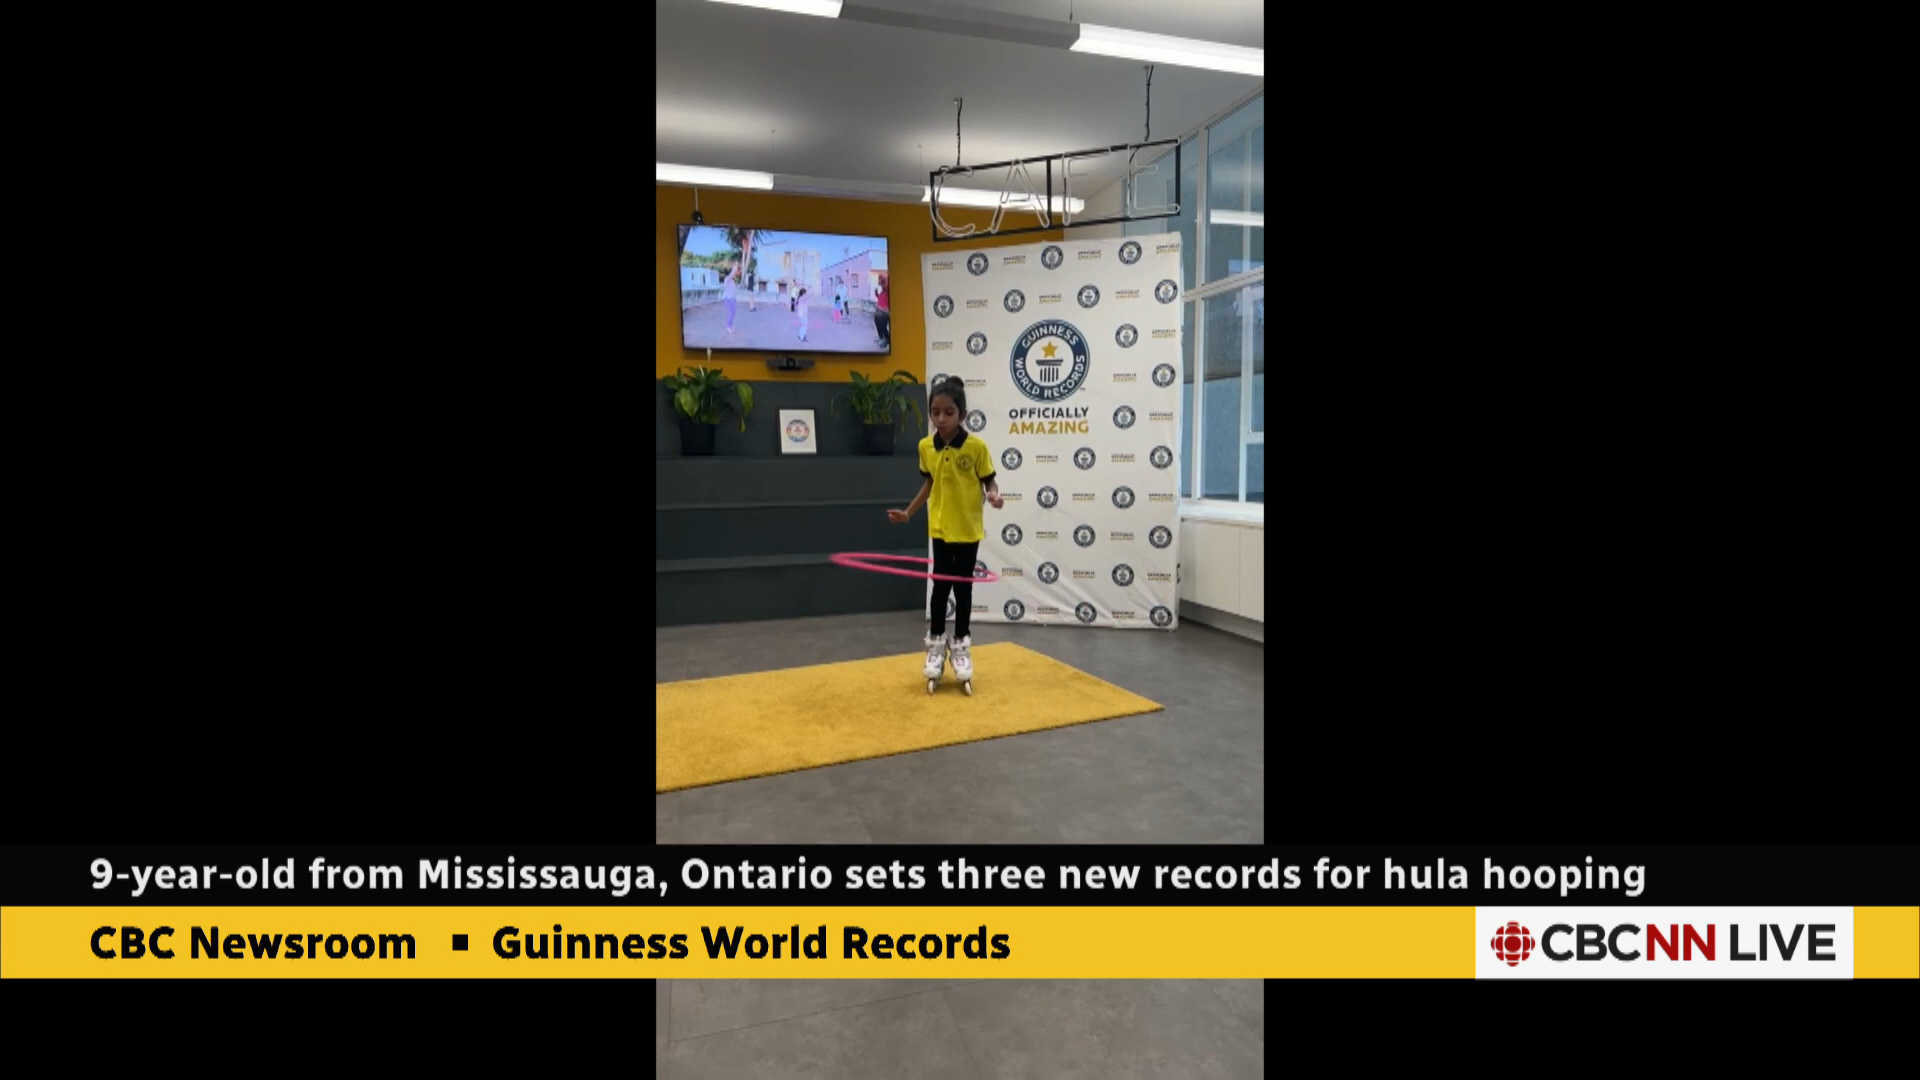 CAFE
GUINNESS
WORLD RECORDS
OFFICIALLY
AMAZING
9-year-old from Mississauga, Ontario sets three new records for hula hooping
CBC Newsroom ▪ Guinness World Records
CBCNN LIVE